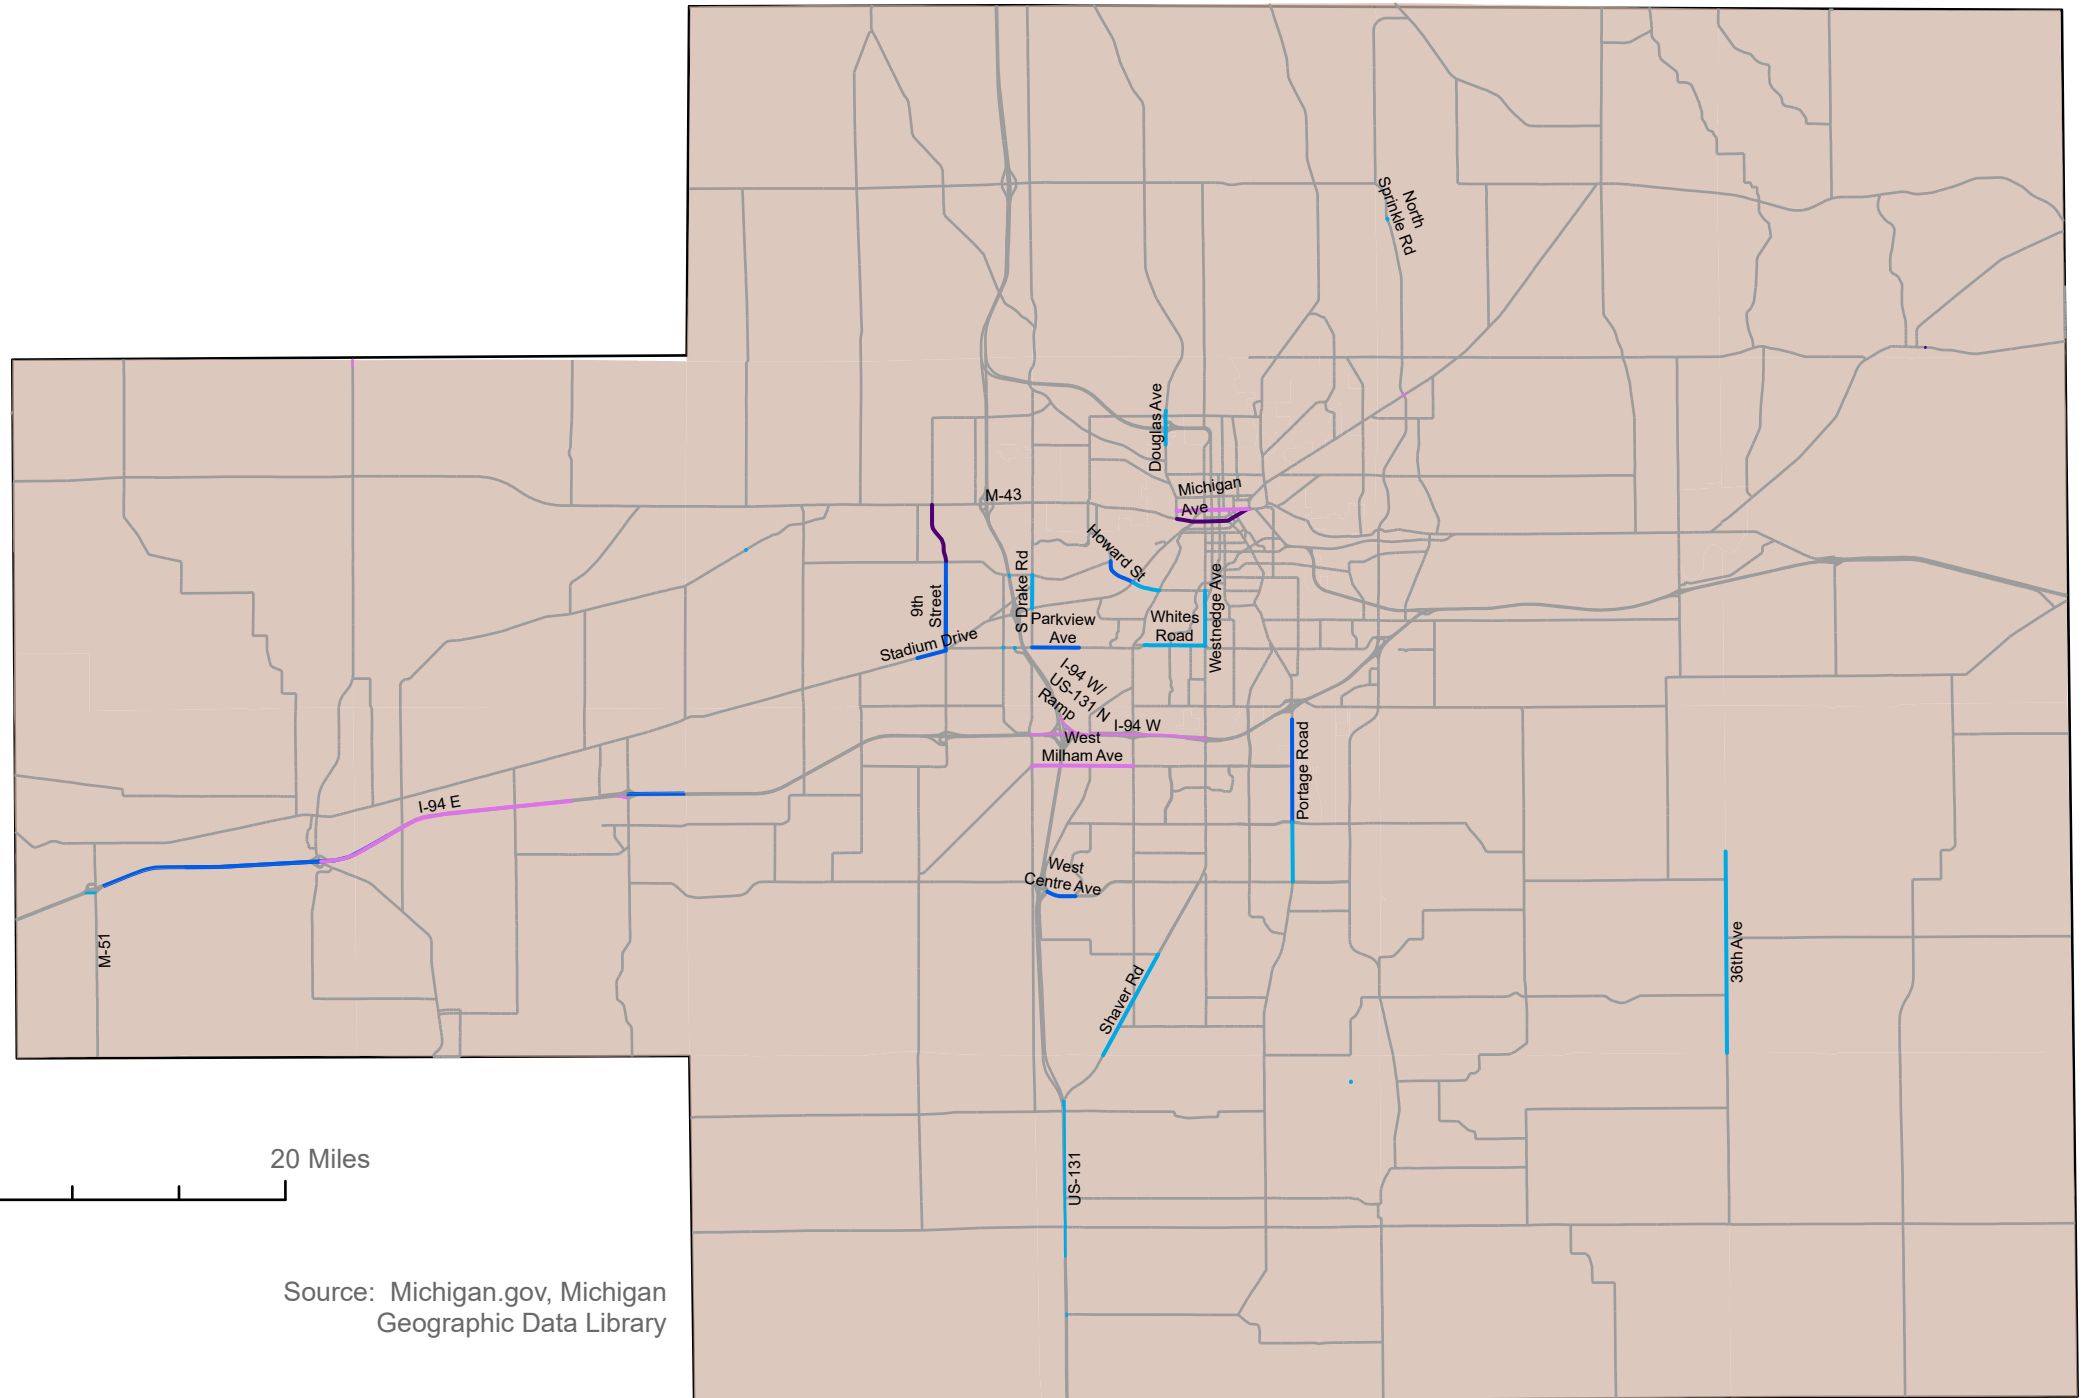 North
Sprinkle Rd
Douglas Ave
Michigan
Ave
M-43
Howard St
S Drake Rd
9th
Street
Parkview
Ave
Whites
Road
Westnedge Ave
Stadium Drive
I-94 W/
US-131 N
Ramp
I-94 W
West
Milham Ave
Portage Road
I-94 E
West
Centre Ave
M-51
36th Ave
Shaver Rd
US-131
20 Miles
Source:  Michigan.gov, Michigan
Geographic Data Library